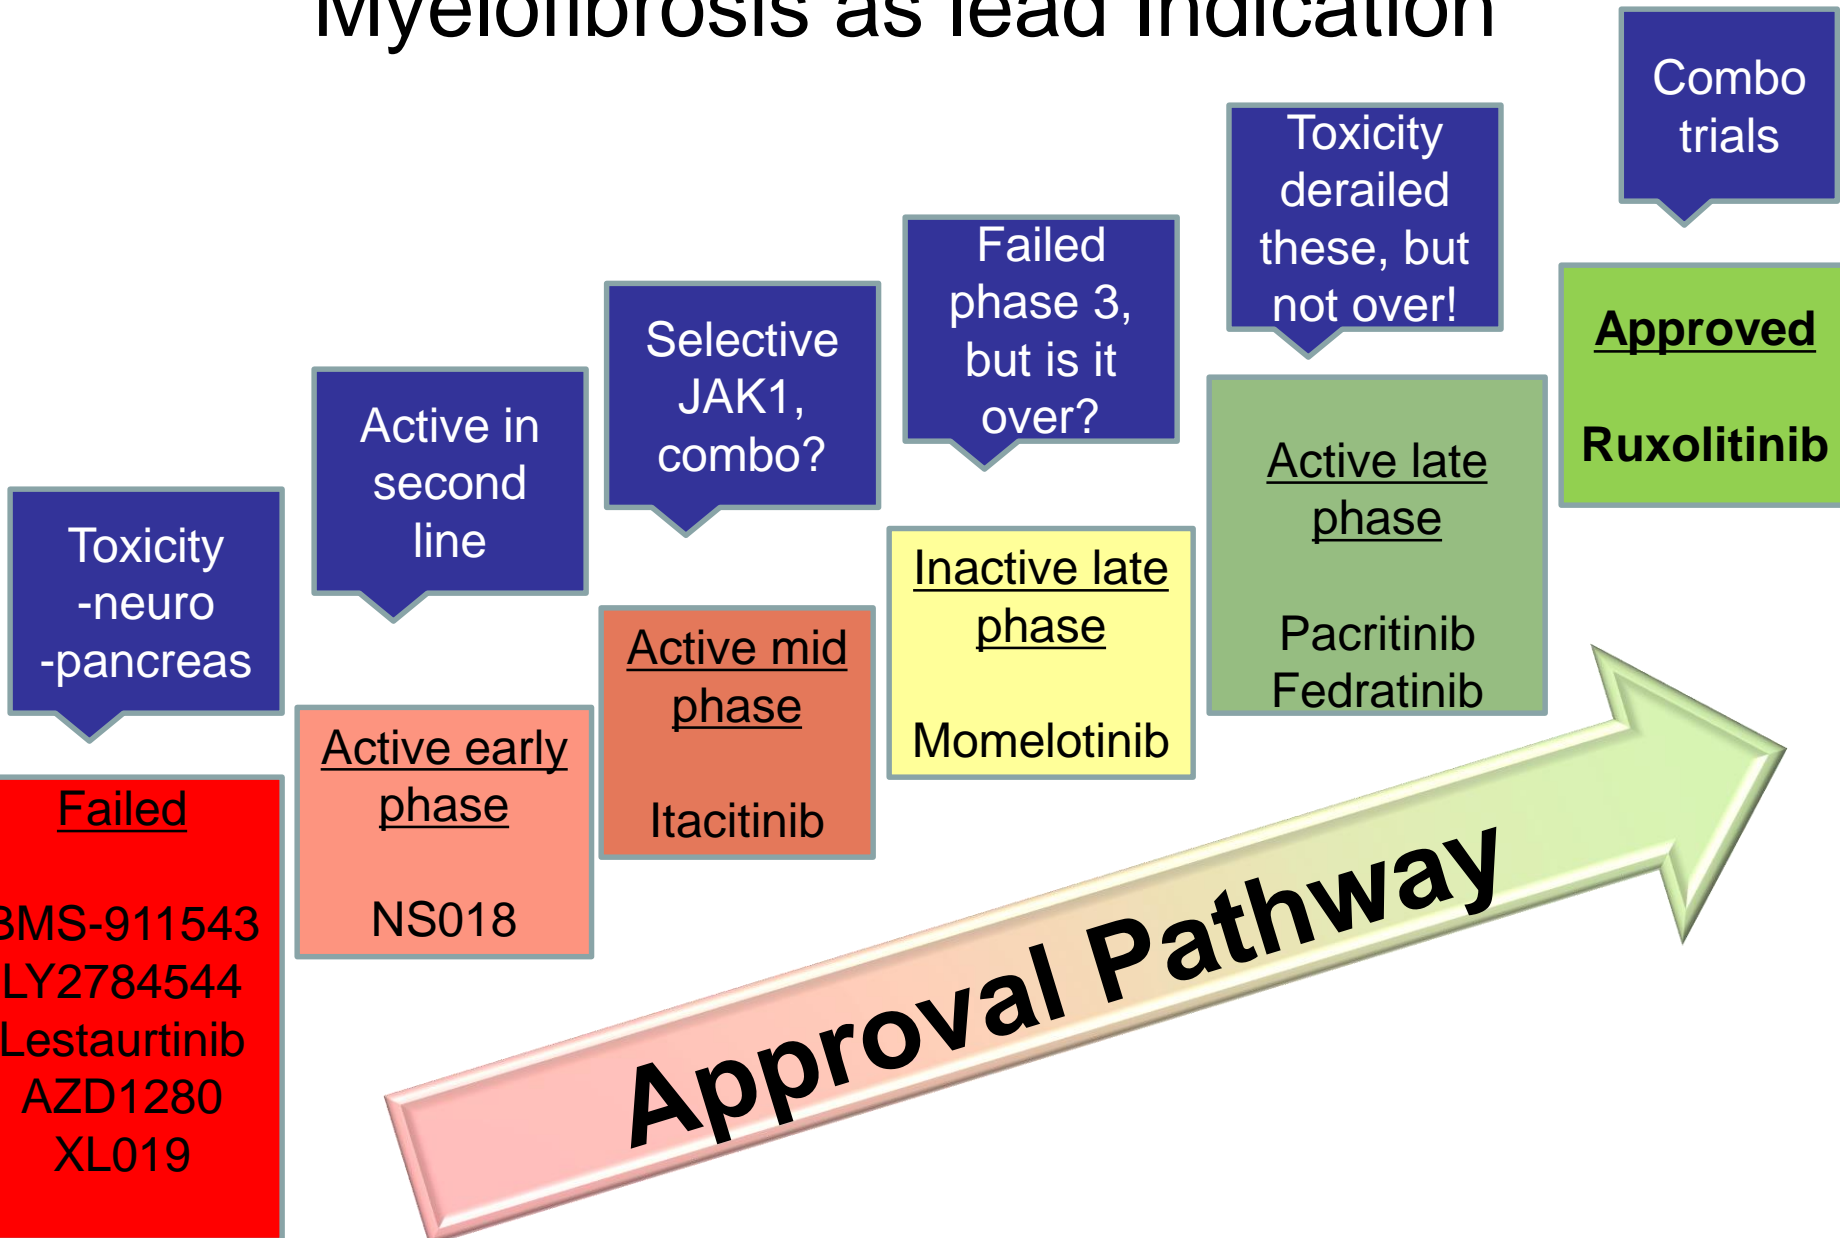 Myelofibrosis as lead Indication
Toxicity
-neuro
-pancreas
Failed
BMS-911543
LY2784544
Lestaurtinib
AZD1280
XL019
Active in
second
line
Active early
phase
NS018
Selective
JAK1,
combo?
Active mid
phase
Itacitinib
Failed
phase 3,
but is it
over?
Inactive late
phase
Momelotinib
Toxicity
derailed
these, but
not over!
Active late
phase
Pacritinib
Fedratinib
Combo
trials
Approved
Ruxolitinib
Approval Pathway